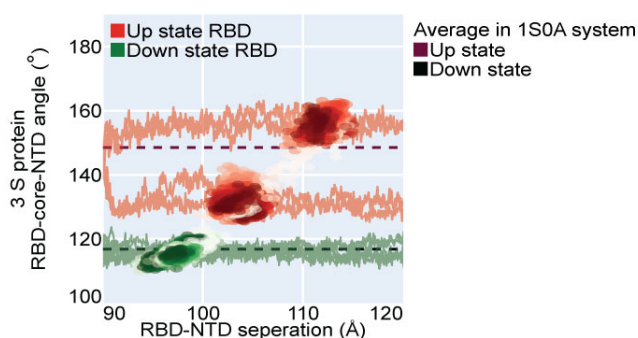 Up state RBD
Down state RBD
Average in 1S0A system
Up state
Down state
3 S protein
RBD-core-NTD angle (°)
180
160
140
120
100
90
100
110
120
RBD-NTD seperation (Å)